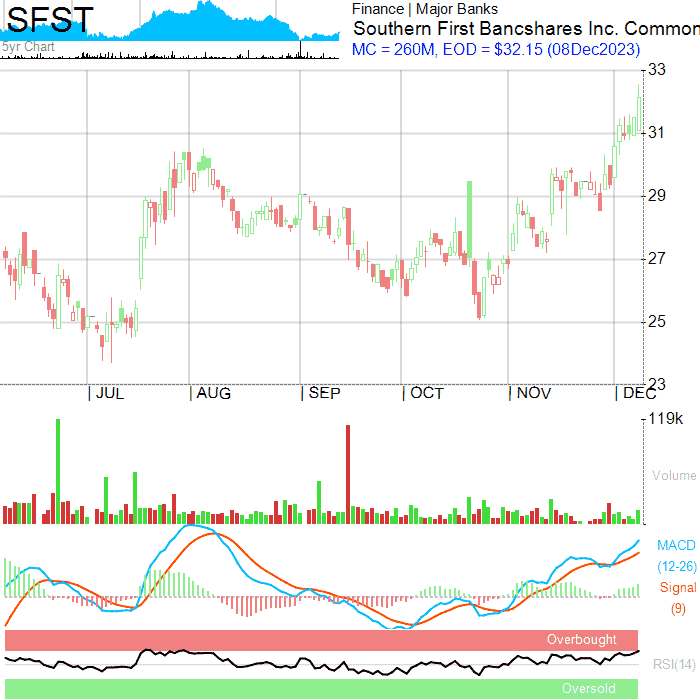 SFST
5yr Chart
Finance | Major Banks
Southern First Bancshares Inc. Common
MC = 260M, EOD = $32.15 (08Dec2023)
33
31
29
27
25
23
| JUL | AUG | SEP | OCT | NOV | DEC
119k
Volume
MACD
(12-26)
Signal
(9)
Overbought
RSI(14)
Oversold